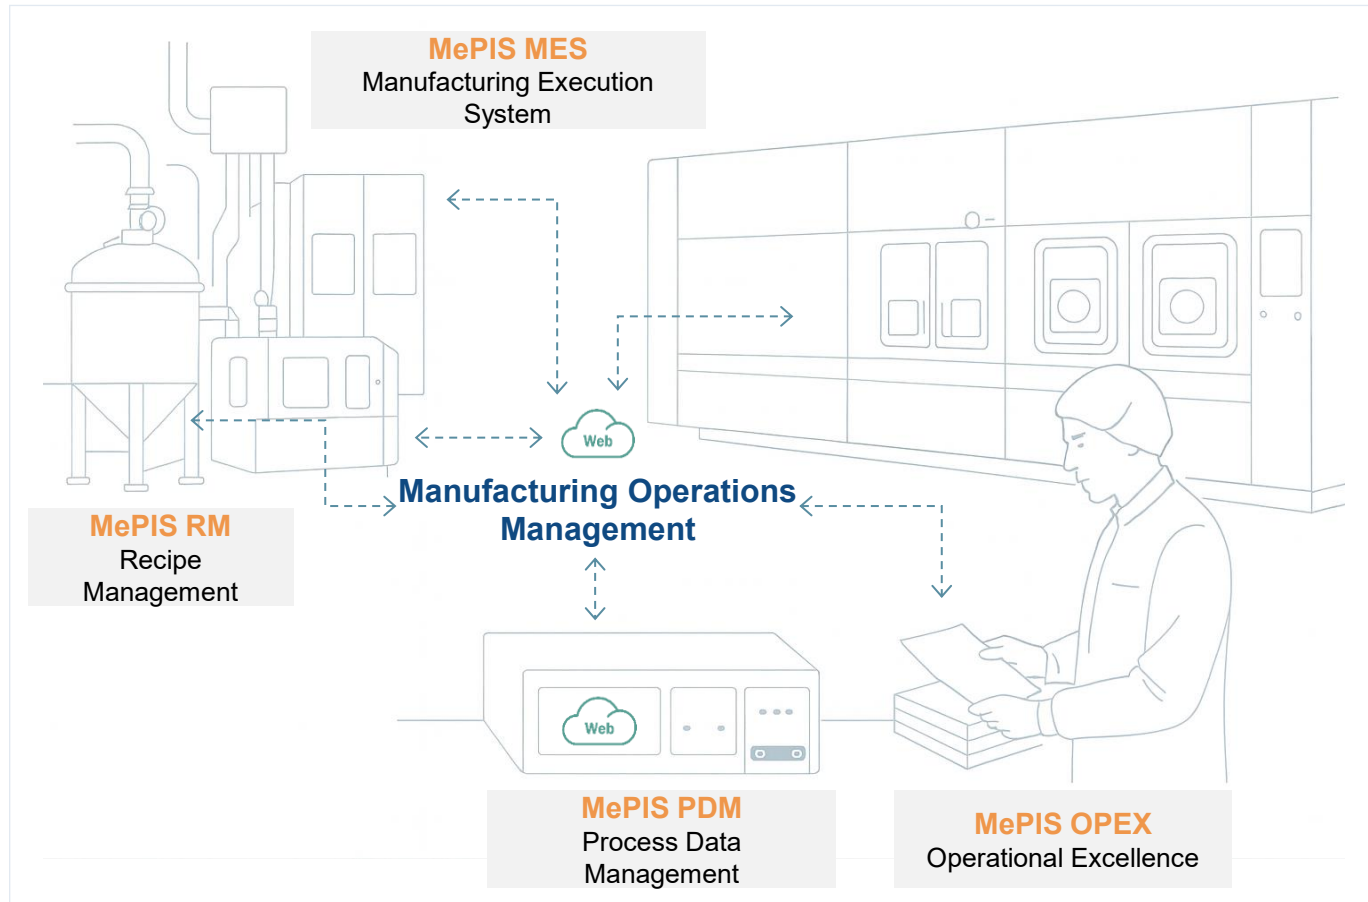 MePIS MES
Manufacturing Execution
System
Web
Manufacturing Operations
Management
MePIS RM
Recipe
Management
Web
MePIS PDM
Process Data
Management
MePIS OPEX
Operational Excellence